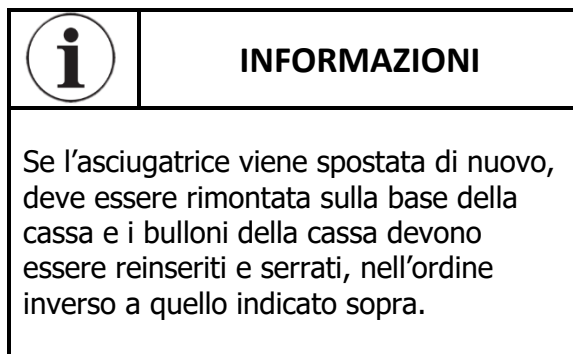 INFORMAZIONI
Se l'asciugatrice viene spostata di nuovo,
deve essere rimontata sulla base della
cassa e i bulloni della cassa devono
essere reinseriti e serrati, nell'ordine
inverso a quello indicato sopra.